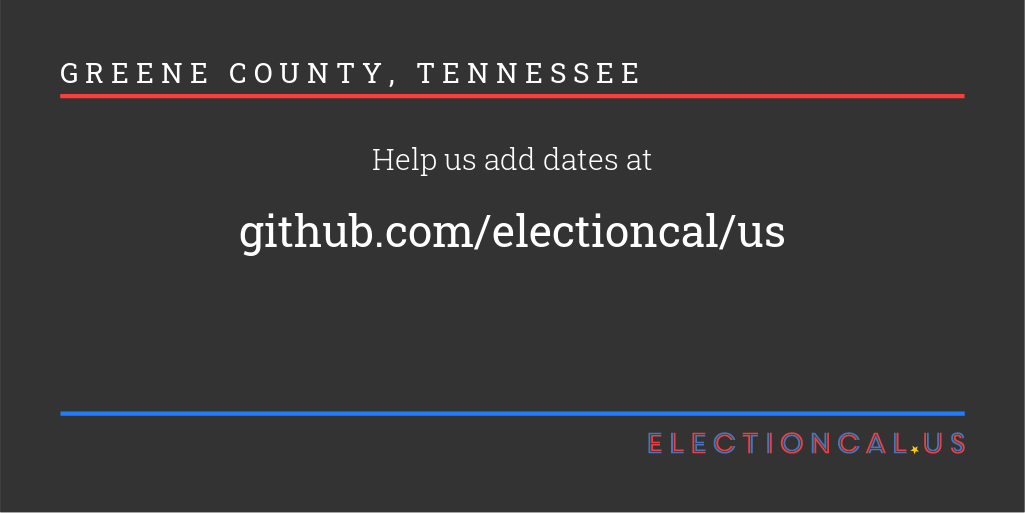 GREENE COUNTY, TENNESSEE
Help us add dates at
github.com/electioncal/us
ELECTIONCAL.US